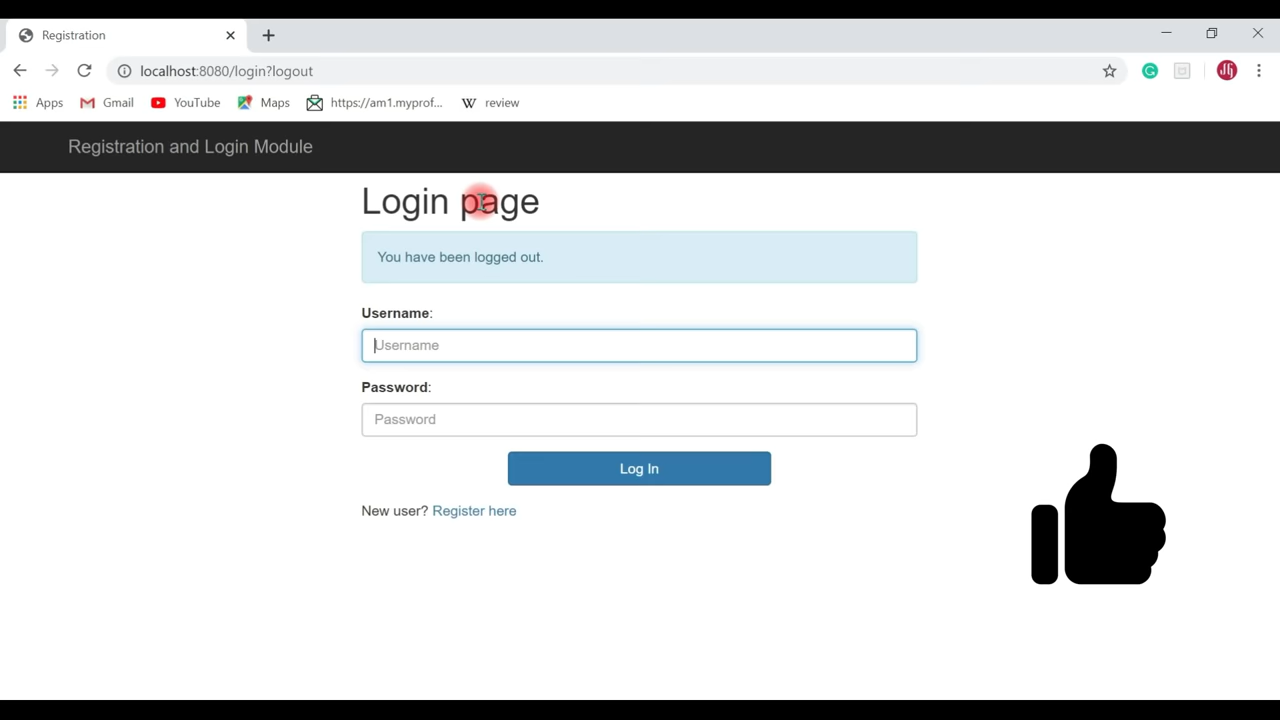 Registration
localhost:8080/login?logout
Apps Gmail YouTube Maps https://am1.myprof... review
Registration and Login Module
Login page
You have been logged out.
Username:
Username
Password:
Password
Log In
New user? Register here